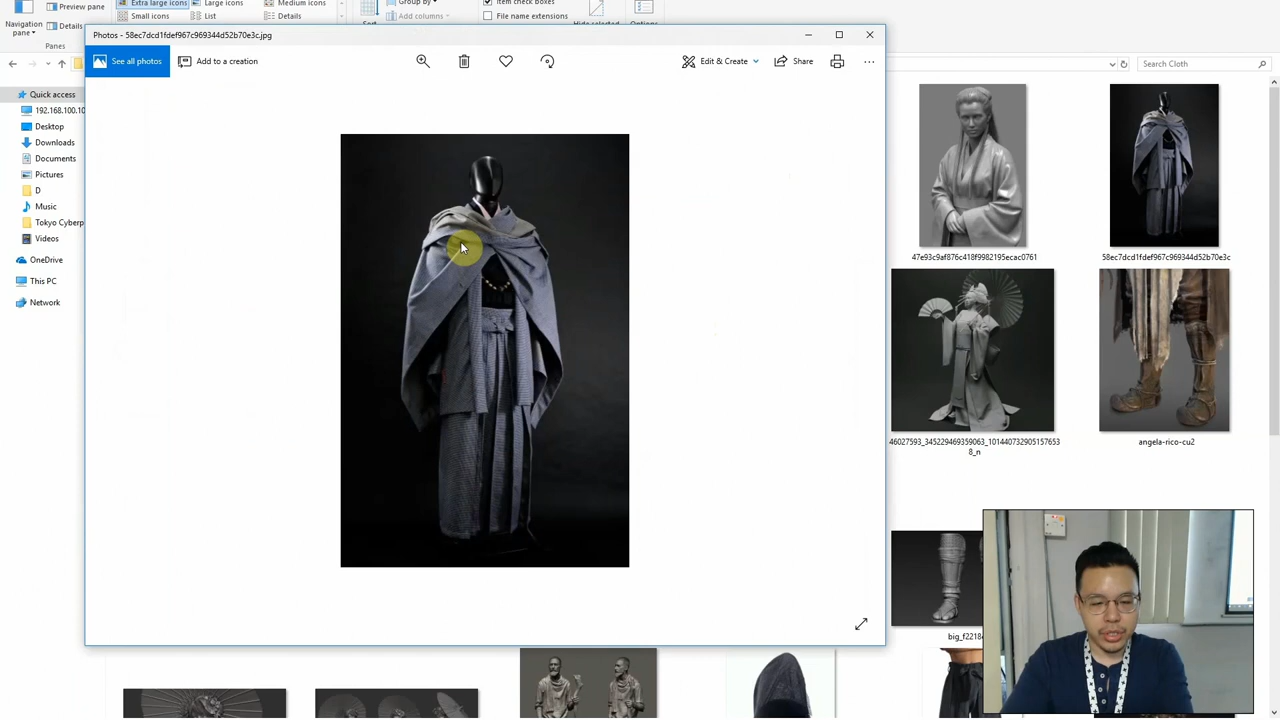 Navigation
pane
Preview pane
Details
Panes
Extra large icons
Large icons
Medium icons
Small icons
List
Details
Group by
Add columns
Item check boxes
File name extensions
Hide selected
Options
Photos - 58ec7dcd1fdef967c969344d52b70e3c.jpg
See all photos
Add to a creation
Edit & Create
Share
Search Cloth
Quick access
192.168.100.10
Desktop
Downloads
Documents
Pictures
D
Music
Tokyo Cyberp
Videos
OneDrive
This PC
Network
47e93c9af876c418f9982195ecac0761
58ec7dcd1fdef967c969344d52b70e3c
46027593_345229469359063_101440732905157653
8_n
angela-rico-cu2
big_f2218